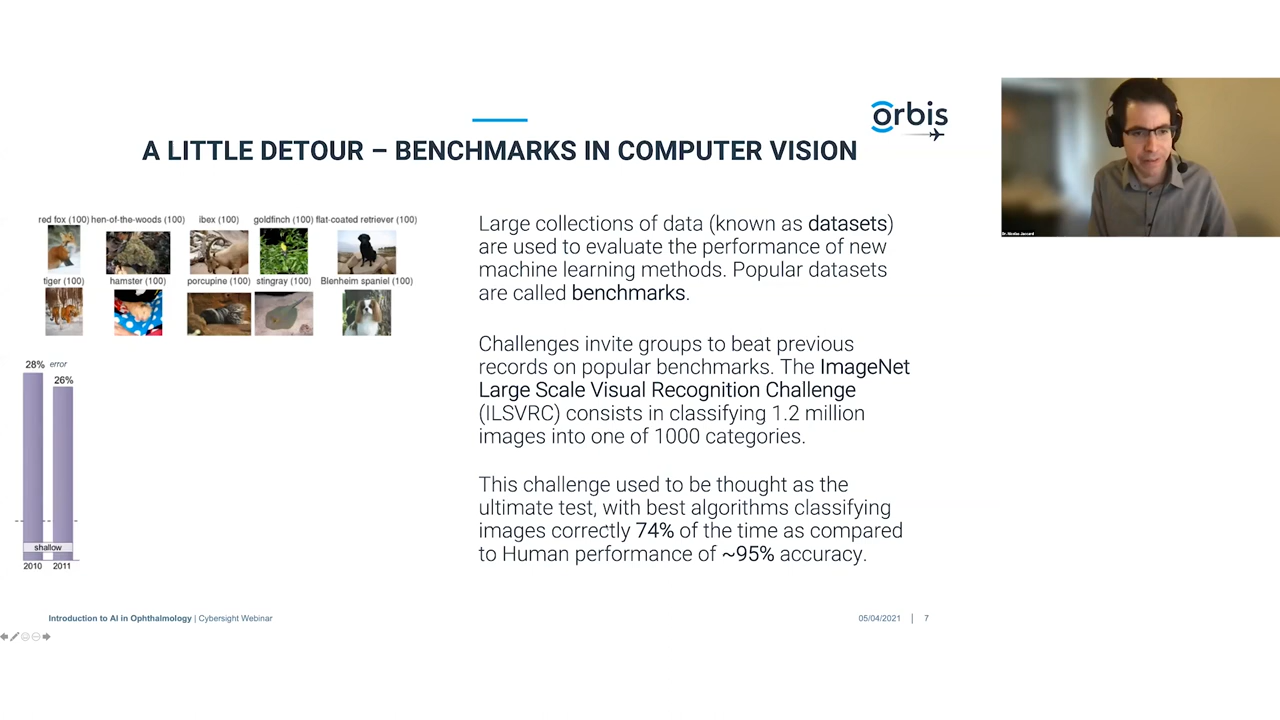 orbis
A LITTLE DETOUR – BENCHMARKS IN COMPUTER VISION
red fox (100) hen-of-the-woods (100) ibex (100) goldfinch (100) flat-coated retriever (100)
tiger (100) hamster (100) porcupine (100) stingray (100) Blenheim spaniel (100)
28% error
26%
shallow
2010 2011
Large collections of data (known as datasets)
are used to evaluate the performance of new
machine learning methods. Popular datasets
are called benchmarks.
Challenges invite groups to beat previous
records on popular benchmarks. The ImageNet
Large Scale Visual Recognition Challenge
(ILSVRC) consists in classifying 1.2 million
images into one of 1000 categories.
This challenge used to be thought as the
ultimate test, with best algorithms classifying
images correctly 74% of the time as compared
to Human performance of ~95% accuracy.
Introduction to AI in Ophthalmology | Cybersight Webinar
05/04/2021 | 7
Dr. Nicolas Jaccard